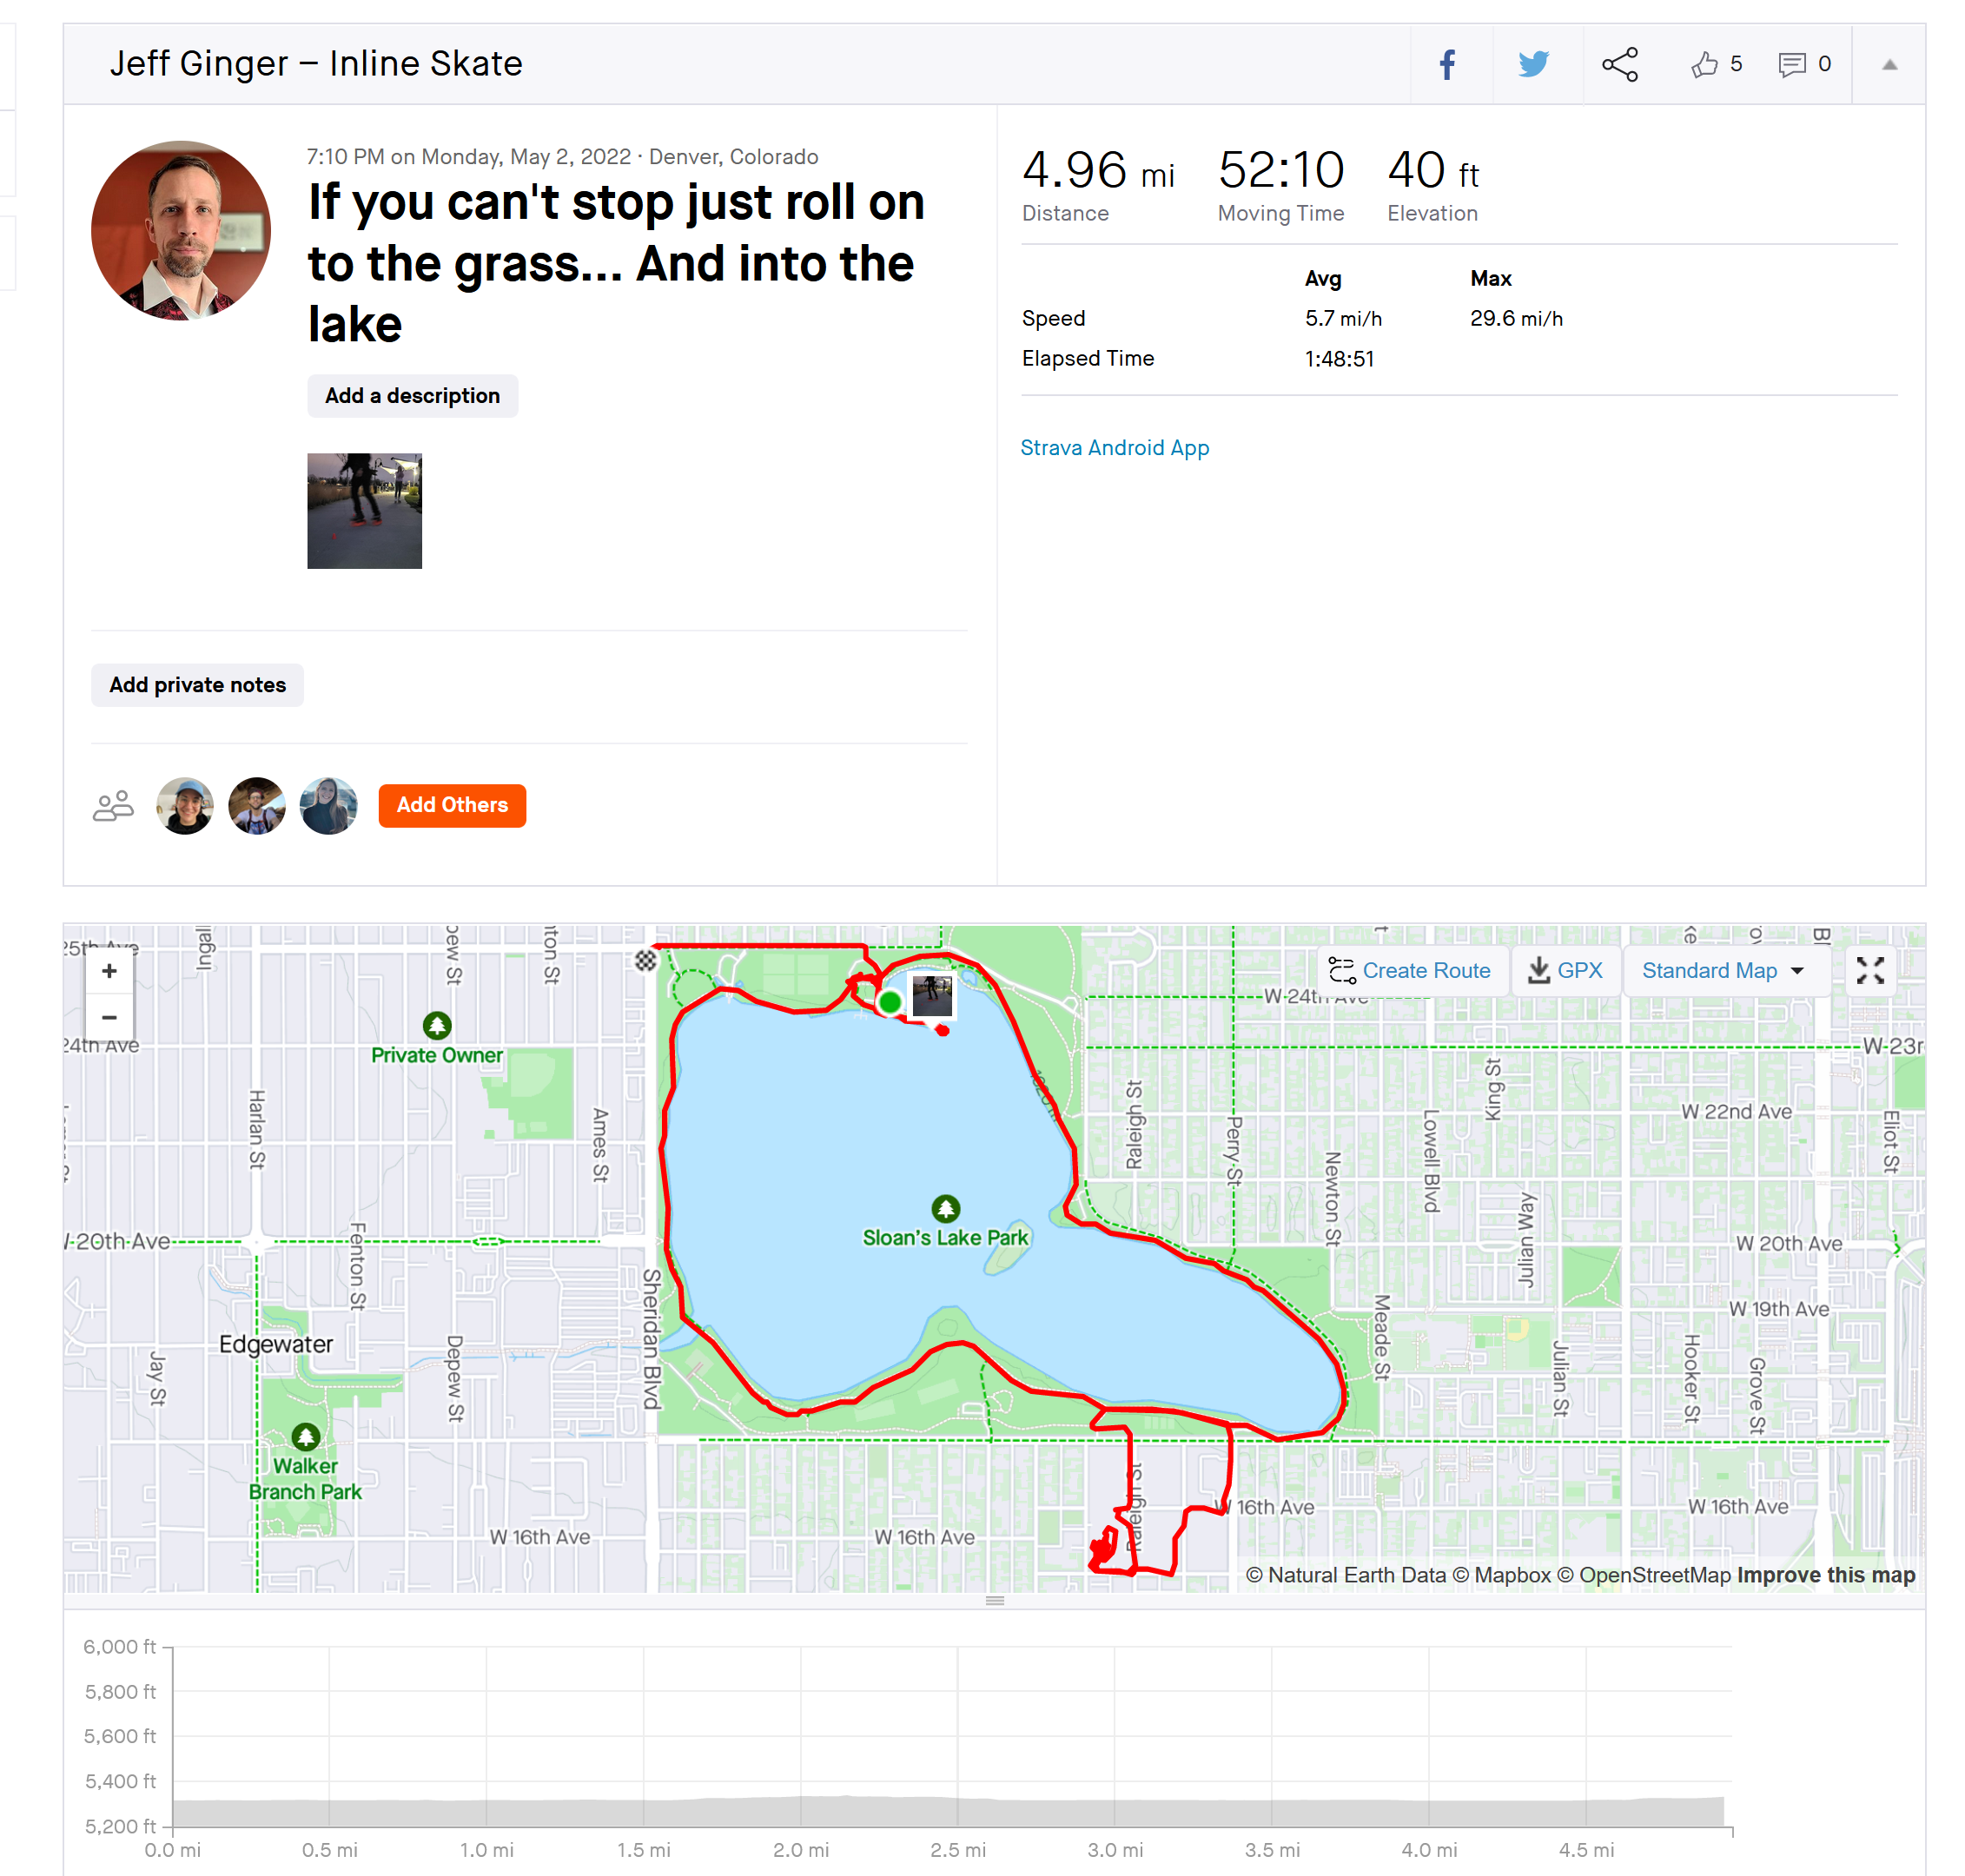 Jeff Ginger – Inline Skate
5
0
7:10 PM on Monday, May 2, 2022 · Denver, Colorado
If you can't stop just roll on
to the grass... And into the
lake
Add a description
Add private notes
Add Others
4.96 mi
52:10
40 ft
Distance
Moving Time
Elevation
Avg
Max
Speed
5.7 mi/h
29.6 mi/h
Elapsed Time
1:48:51
Strava Android App
+
−
Create Route
GPX
Standard Map
25th Ave
24th Ave
W 24th Ave
W 23r
Private Owner
Harlan St
Ames St
Raleigh St
Perry St
Newton St
Lowell Blvd
King St
W 22nd Ave
Eliot St
Julian Way
W 20th Ave
W 20th Ave
Sloan's Lake Park
Fenton St
Sheridan Blvd
Meade St
W 19th Ave
Edgewater
Jay St
Depew St
Julian St
Hooker St
Grove St
Walker
Branch Park
W 16th Ave
W 16th Ave
Raleigh St
W 16th Ave
W 16th Ave
© Natural Earth Data © Mapbox © OpenStreetMap Improve this map
6,000 ft
5,800 ft
5,600 ft
5,400 ft
5,200 ft
0.0 mi
0.5 mi
1.0 mi
1.5 mi
2.0 mi
2.5 mi
3.0 mi
3.5 mi
4.0 mi
4.5 mi